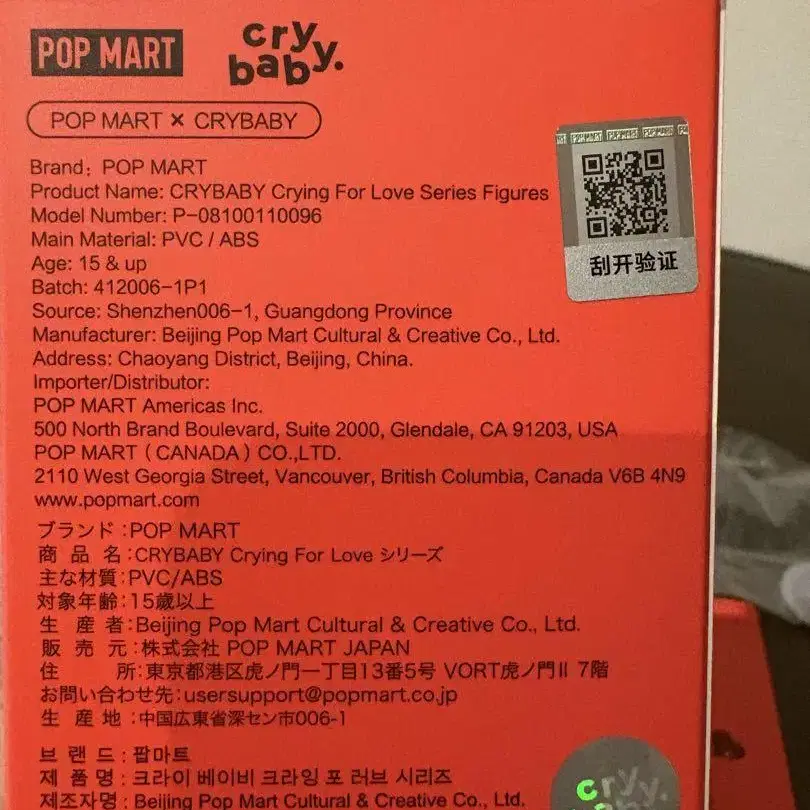 POP MART
cry baby.
POP MART × CRYBABY
Brand: POP MART
Product Name: CRYBABY Crying For Love Series Figures
Model Number: P-08100110096
Main Material: PVC / ABS
Age: 15 & up
Batch: 412006-1P1
Source: Shenzhen006-1, Guangdong Province
Manufacturer: Beijing Pop Mart Cultural & Creative Co., Ltd.
Address: Chaoyang District, Beijing, China.
Importer/Distributor:
POP MART Americas Inc.
500 North Brand Boulevard, Suite 2000, Glendale, CA 91203, USA
POP MART ( CANADA ) CO.,LTD.
2110 West Georgia Street, Vancouver, British Columbia, Canada V6B 4N9
www.popmart.com
刮开验证
ブランド:POP MART
商品名:CRYBABY Crying For Love シリーズ
主な材質:PVC/ABS
対象年齢:15歳以上
生産者:Beijing Pop Mart Cultural & Creative Co., Ltd.
販売元:株式会社 POP MART JAPAN
住所:東京都港区虎ノ門一丁目13番5号 VORT虎ノ門II 7階
お問い合わせ先:usersupport@popmart.co.jp
生産地:中国広東省深セン市006-1
브랜드: 팝마트
제품명: 크라이 베이비 크라잉 포 러브 시리즈
제조자명: Beijing Pop Mart Cultural & Creative Co., Ltd.
cry